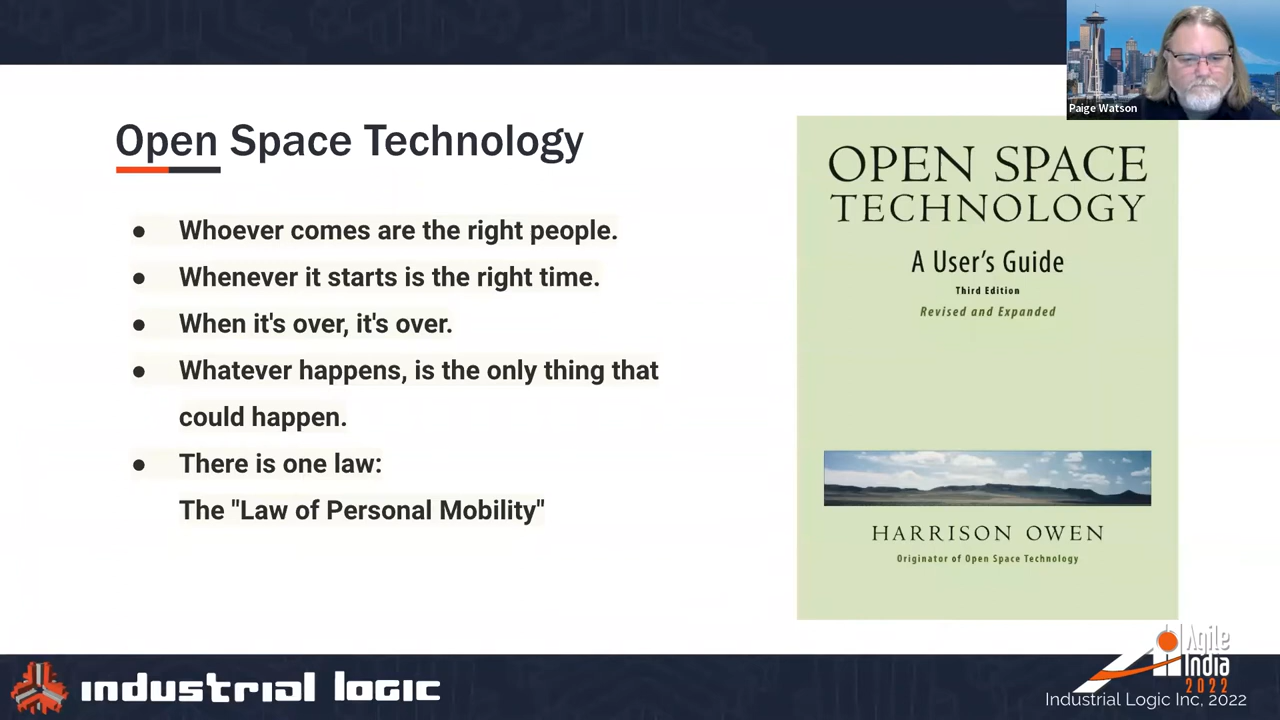 Paige Watson
Open Space Technology
● Whoever comes are the right people.
● Whenever it starts is the right time.
● When it's over, it's over.
● Whatever happens, is the only thing that
could happen.
● There is one law:
The "Law of Personal Mobility"
OPEN SPACE
TECHNOLOGY
A User's Guide
Third Edition
Revised and Expanded
HARRISON OWEN
Originator of Open Space Technology
industrial logic
Agile
India
2022
Industrial Logic Inc, 2022